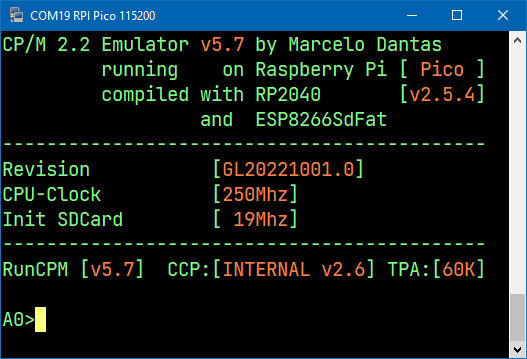 COM19 RPI Pico 115200
CP/M 2.2 Emulator v5.7 by Marcelo Dantas
running    on Raspberry Pi [ Pico ]
compiled with RP2040       [v2.5.4]
and  ESP8266SdFat
--------------------------------------------
Revision           [GL20221001.0]
CPU-Clock          [250Mhz]
Init SDCard        [ 19Mhz]
--------------------------------------------
RunCPM [v5.7]  CCP:[INTERNAL v2.6] TPA:[60K]
A0>